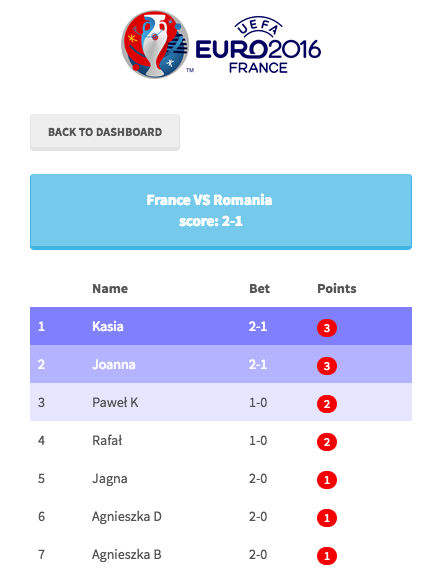 UEFA
EURO2016
TM
FRANCE
BACK TO DASHBOARD
France VS Romania
score: 2-1
Name Bet Points
1 Kasia 2-1 3
2 Joanna 2-1 3
3 Paweł K 1-0 2
4 Rafał 1-0 2
5 Jagna 2-0 1
6 Agnieszka D 2-0 1
7 Agnieszka B 2-0 1